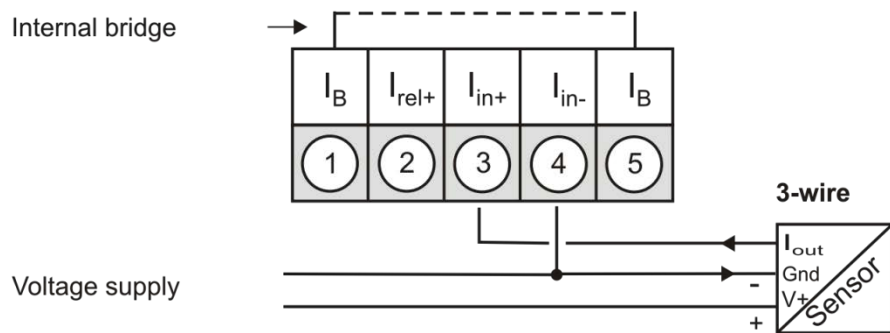 Internal bridge
I_B I_rel+ I_in+ I_in- I_B
1 2 3 4 5
3-wire
I_out
Gnd
-
V+
+
Sensor
Voltage supply